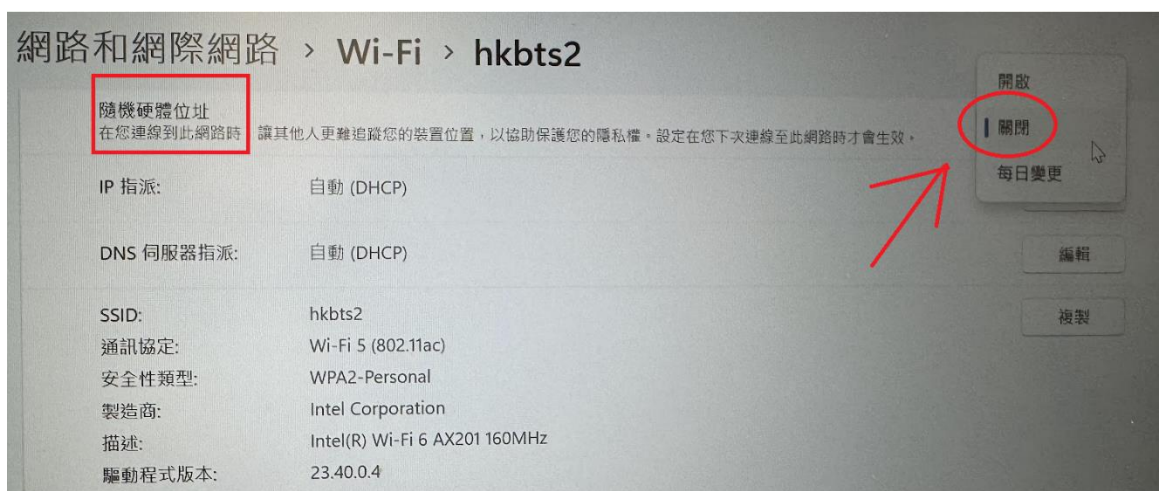 網路和網際網路 > Wi-Fi > hkbts2
開啟
隨機硬體位址
在您連線到此網路時，讓其他人更難追蹤您的裝置位置，以協助保護您的隱私權。設定在您下次連線至此網路時才會生效。
關閉
每日變更
IP 指派: 自動 (DHCP)
DNS 伺服器指派: 自動 (DHCP) 編輯
SSID: hkbts2 複製
通訊協定: Wi-Fi 5 (802.11ac)
安全性類型: WPA2-Personal
製造商: Intel Corporation
描述: Intel(R) Wi-Fi 6 AX201 160MHz
驅動程式版本: 23.40.0.4